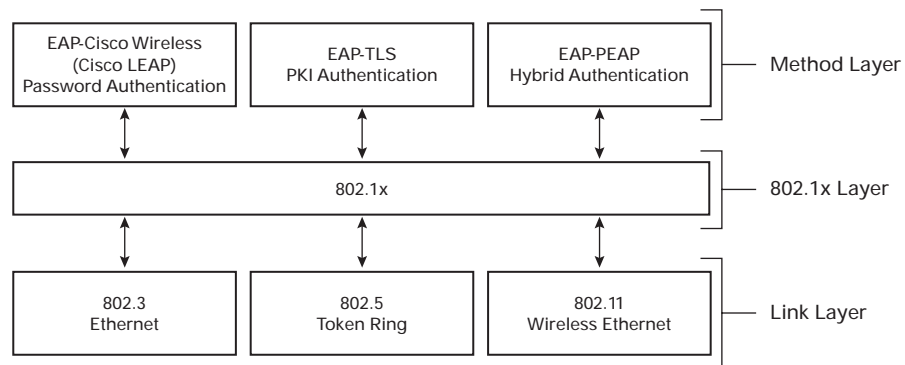 EAP-Cisco Wireless
(Cisco LEAP)
Password Authentication
EAP-TLS
PKI Authentication
EAP-PEAP
Hybrid Authentication
Method Layer
802.1x
802.1x Layer
802.3
Ethernet
802.5
Token Ring
802.11
Wireless Ethernet
Link Layer